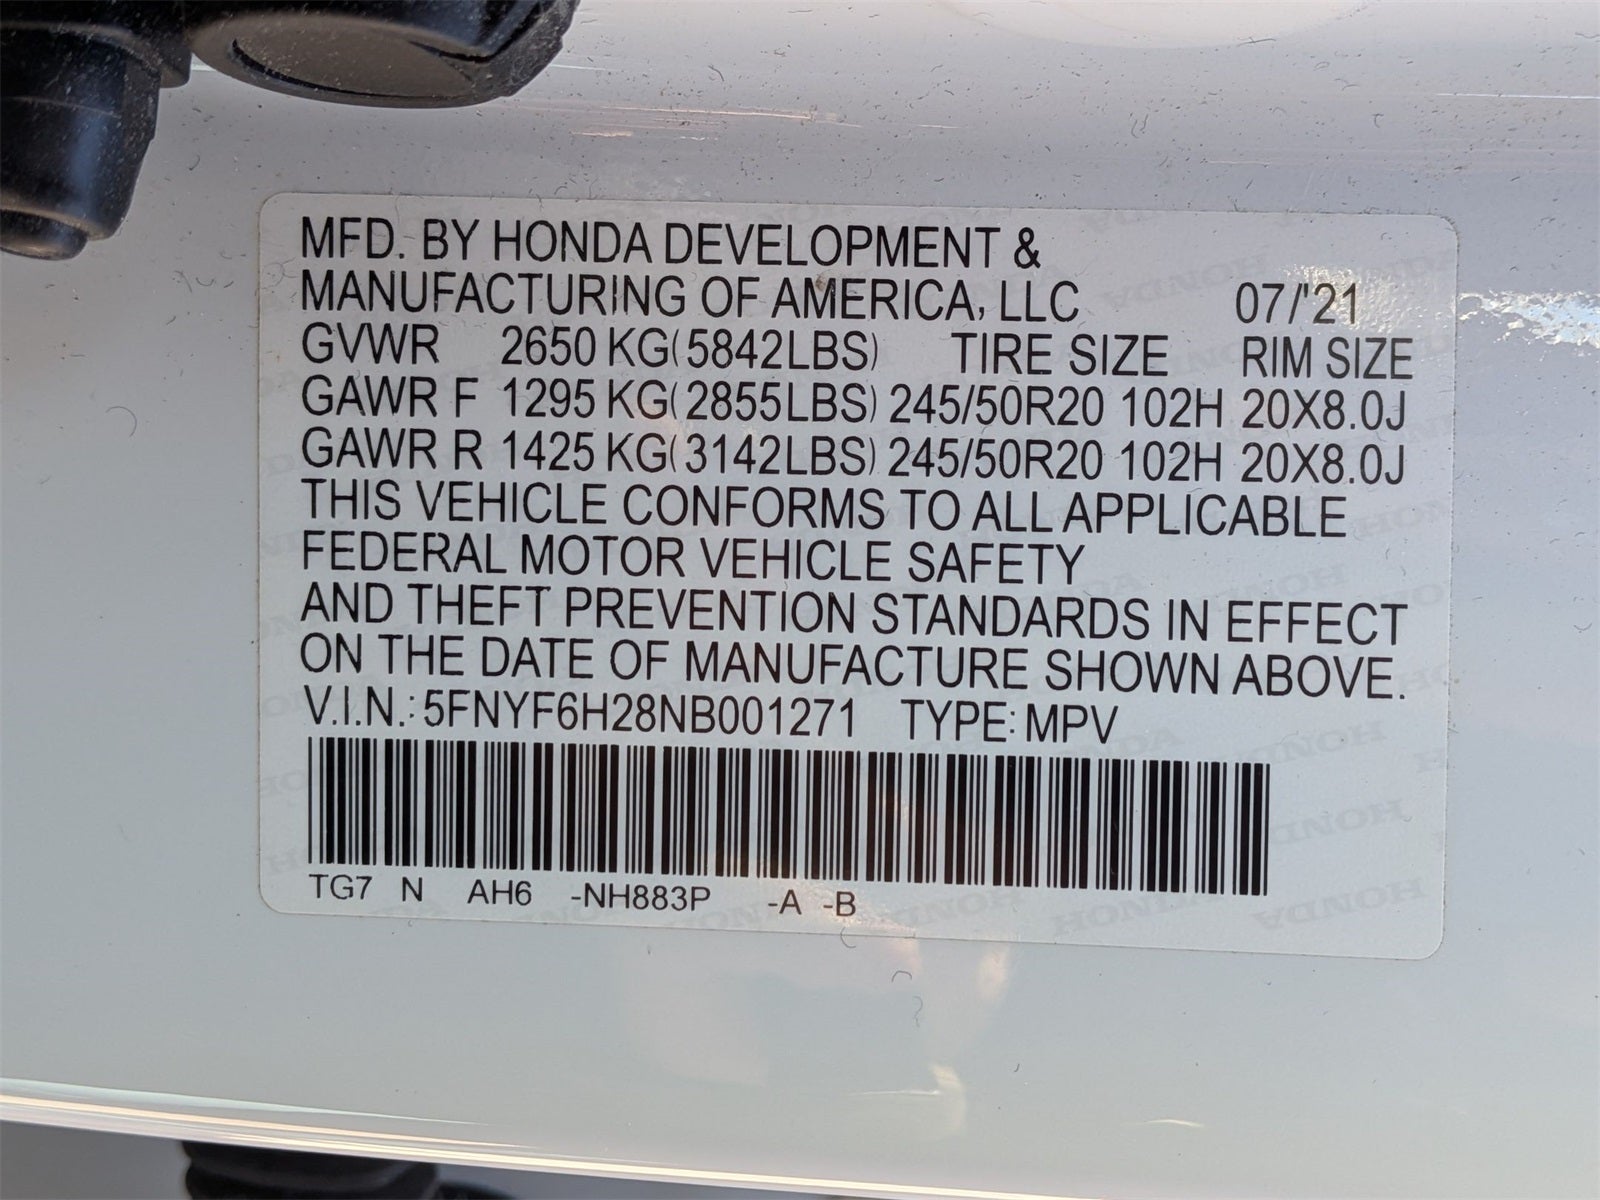 MFD. BY HONDA DEVELOPMENT &
MANUFACTURING OF AMERICA, LLC 07/'21
GVWR 2650 KG(5842LBS) TIRE SIZE RIM SIZE
GAWR F 1295 KG(2855LBS) 245/50R20 102H 20X8.0J
GAWR R 1425 KG(3142LBS) 245/50R20 102H 20X8.0J
THIS VEHICLE CONFORMS TO ALL APPLICABLE
FEDERAL MOTOR VEHICLE SAFETY
AND THEFT PREVENTION STANDARDS IN EFFECT
ON THE DATE OF MANUFACTURE SHOWN ABOVE.
V.I.N.: 5FNYF6H28NB001271 TYPE: MPV
TG7 N AH6 -NH883P -A -B